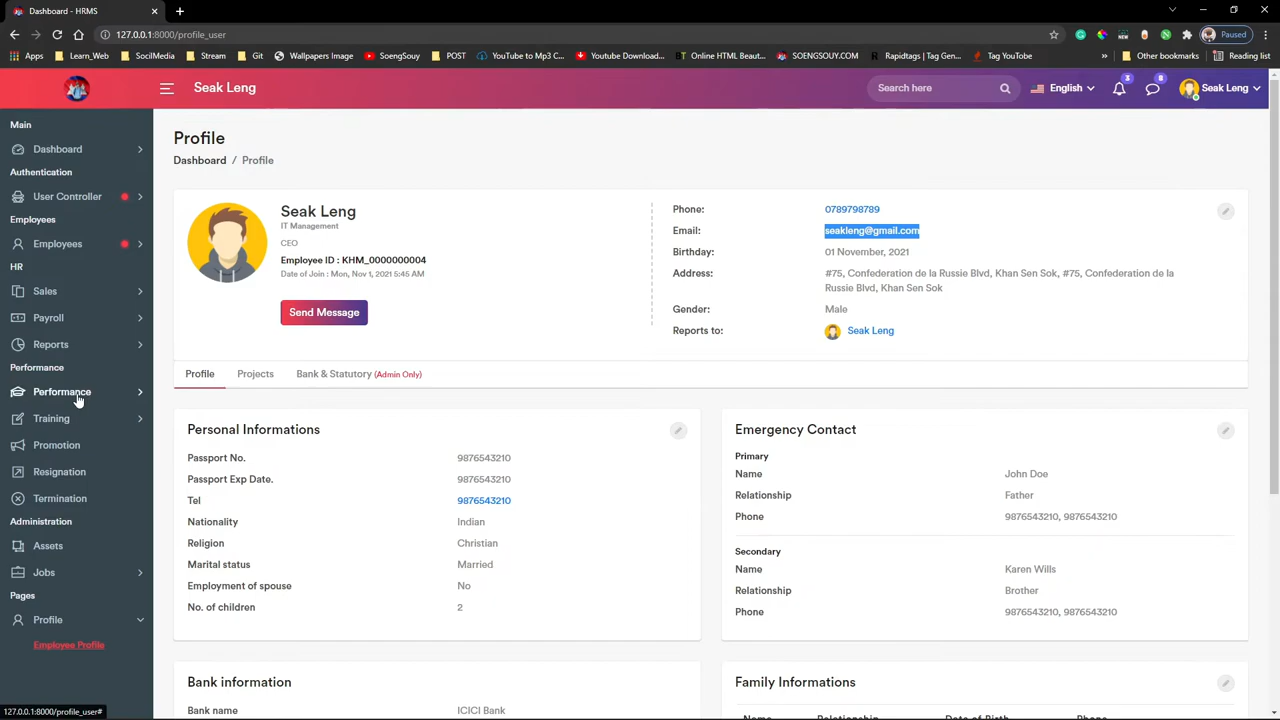 Dashboard - HRMS
127.0.0.1:8000/profile_user
Paused
Apps
Learn_Web
SocilMedia
Stream
Git
Wallpapers Image
SoengSouy
POST
YouTube to Mp3 C...
Youtube Download...
Online HTML Beaut...
SOENGSOUY.COM
Rapidtags | Tag Gen...
Tag YouTube
»
Other bookmarks
Reading list
Seak Leng
Search here
English
3
8
Seak Leng
Main
Dashboard
Authentication
User Controller
Employees
Employees
HR
Sales
Payroll
Reports
Performance
Performance
Training
Promotion
Resignation
Termination
Administration
Assets
Jobs
Pages
Profile
Employee Profile
127.0.0.1:8000/profile_user#
Profile
Dashboard / Profile
Seak Leng
IT Management
CEO
Employee ID : KHM_0000000004
Date of Join : Mon, Nov 1, 2021 5:45 AM
Send Message
Phone: 0789798789
Email: seakleng@gmail.com
Birthday: 01 November, 2021
Address: #75, Confederation de la Russie Blvd, Khan Sen Sok, #75, Confederation de la
Russie Blvd, Khan Sen Sok
Gender: Male
Reports to: Seak Leng
Profile Projects Bank & Statutory (Admin Only)
Personal Informations
Passport No. 9876543210
Passport Exp Date. 9876543210
Tel 9876543210
Nationality Indian
Religion Christian
Marital status Married
Employment of spouse No
No. of children 2
Emergency Contact
Primary
Name John Doe
Relationship Father
Phone 9876543210, 9876543210
Secondary
Name Karen Wills
Relationship Brother
Phone 9876543210, 9876543210
Bank information
Bank name ICICI Bank
Family Informations
Name Relationship Date of Birth Phone